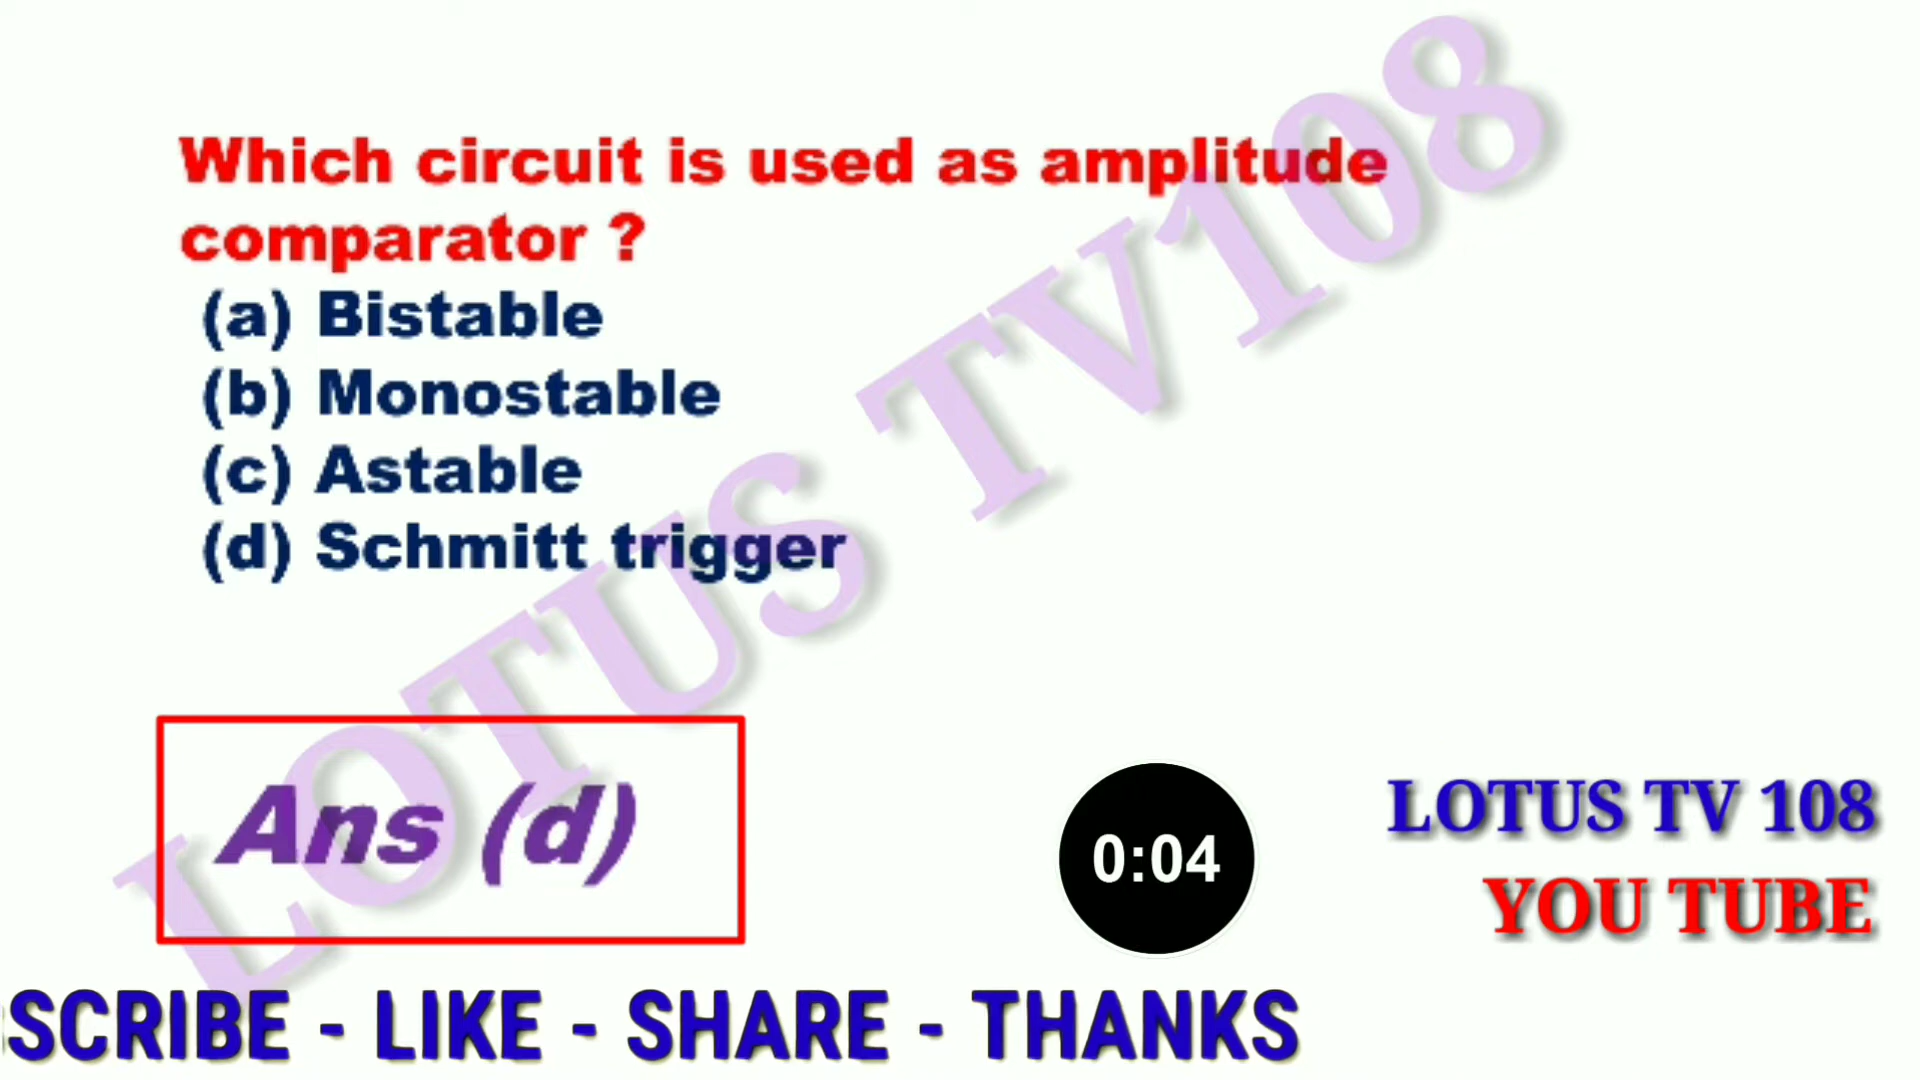 Which circuit is used as amplitude
comparator ?
(a) Bistable
(b) Monostable
(c) Astable
(d) Schmitt trigger
LOTUS TV108
Ans (d)
0:04
LOTUS TV 108
YOU TUBE
SCRIBE - LIKE - SHARE - THANKS